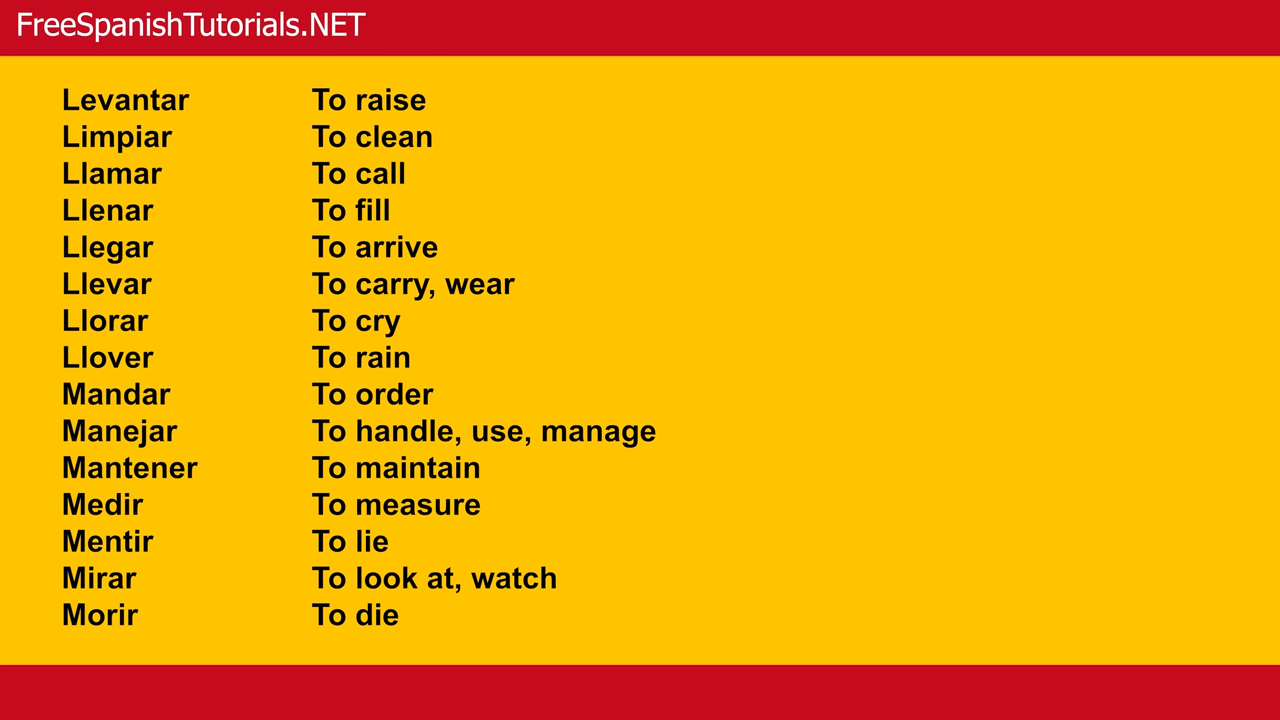 FreeSpanishTutorials.NET
Levantar To raise
Limpiar To clean
Llamar To call
Llenar To fill
Llegar To arrive
Llevar To carry, wear
Llorar To cry
Llover To rain
Mandar To order
Manejar To handle, use, manage
Mantener To maintain
Medir To measure
Mentir To lie
Mirar To look at, watch
Morir To die